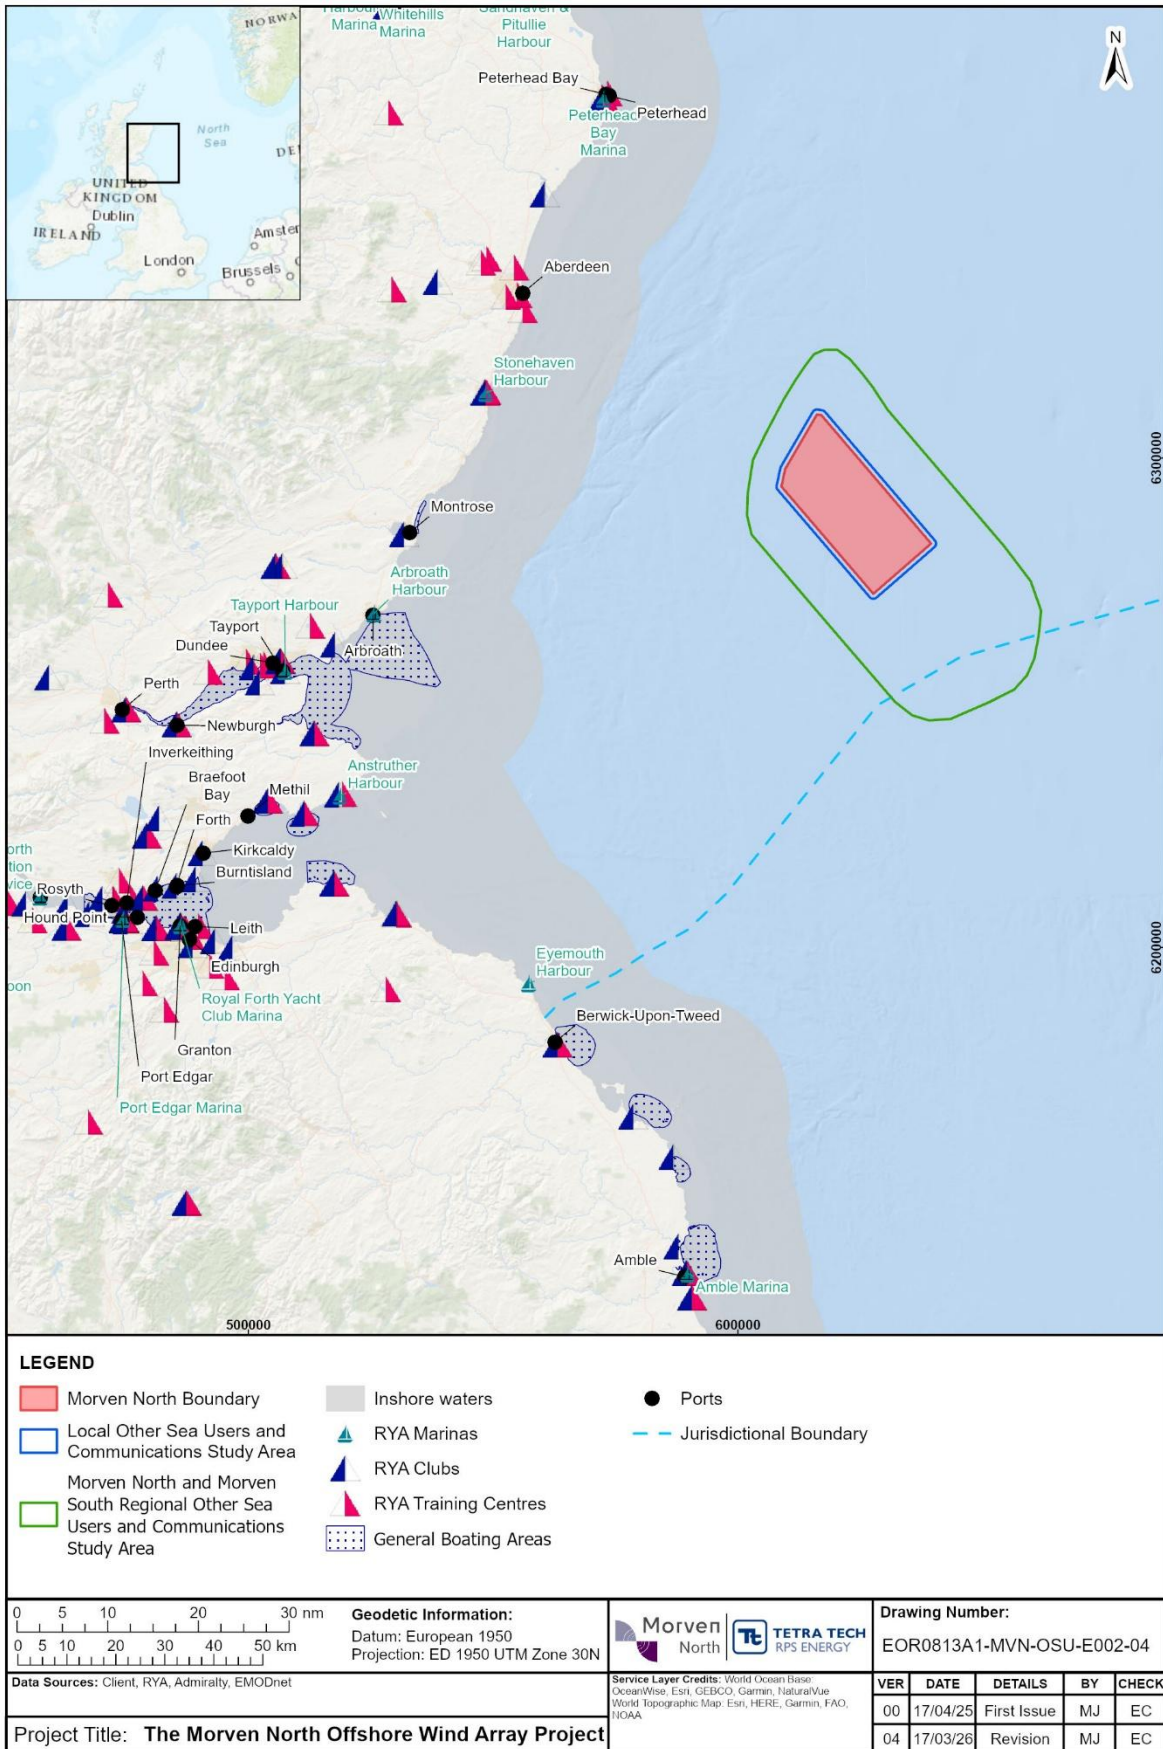 NORWA
North
Sea
DE
UNITED
KINGDOM
Dublin
IRELAND
Amster
London
Brussels
Harbour
Marina
Whitehills
Marina
Sandhaven &
Pitullie
Harbour
N
Peterhead Bay
Peterhead
Peterhead
Bay
Marina
Aberdeen
Stonehaven
Harbour
6300000
Montrose
Arbroath
Harbour
Tayport Harbour
Tayport
Dundee
Arbroath
Perth
Newburgh
Inverkeithing
Braefoot
Bay
Methil
Anstruther
Harbour
Forth
Kirkcaldy
orth
tion
vice
Rosyth
Burntisland
Hound Point
Leith
Edinburgh
6200000
Eyemouth
Harbour
oon
Royal Forth Yacht
Club Marina
Berwick-Upon-Tweed
Granton
Port Edgar
Port Edgar Marina
Amble
Amble Marina
500000
600000
LEGEND
Morven North Boundary
Local Other Sea Users and
Communications Study Area
Morven North and Morven
South Regional Other Sea
Users and Communications
Study Area
Inshore waters
RYA Marinas
RYA Clubs
RYA Training Centres
General Boating Areas
Ports
Jurisdictional Boundary
0 5 10 20 30 nm
0 5 10 20 30 40 50 km
Geodetic Information:
Datum: European 1950
Projection: ED 1950 UTM Zone 30N
Morven
North
Tt
TETRA TECH
RPS ENERGY
Drawing Number:
EOR0813A1-MVN-OSU-E002-04
Data Sources: Client, RYA, Admiralty, EMODnet
Service Layer Credits: World Ocean Base:
OceanWise, Esri, GEBCO, Garmin, NaturalVue
World Topographic Map: Esri, HERE, Garmin, FAO,
NOAA
VER DATE DETAILS BY CHECK
00 17/04/25 First Issue MJ EC
04 17/03/26 Revision MJ EC
Project Title: The Morven North Offshore Wind Array Project